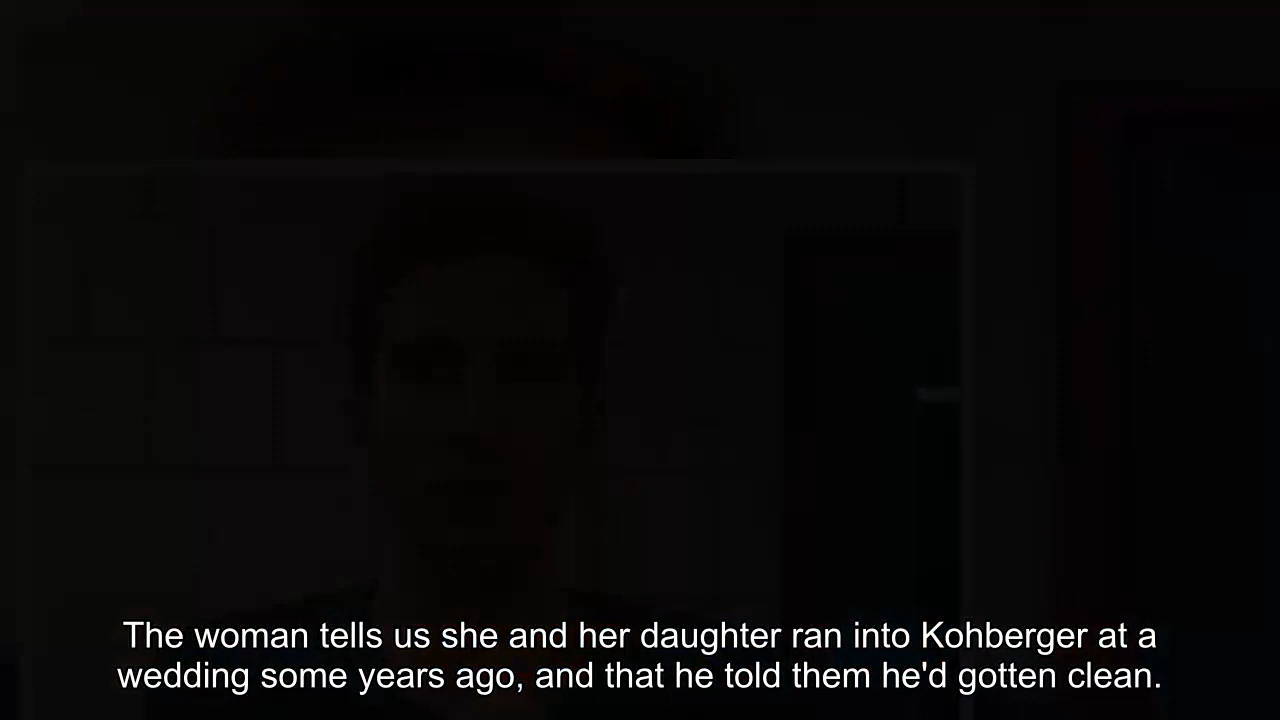 The woman tells us she and her daughter ran into Kohberger at a
wedding some years ago, and that he told them he'd gotten clean.